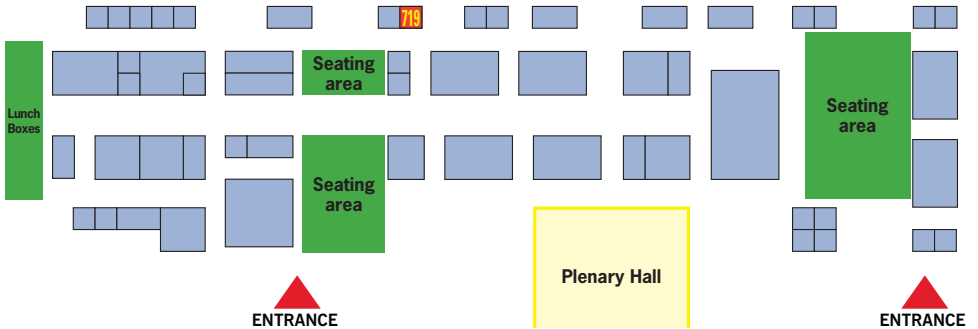 719
Seating
area
Lunch
Boxes
Seating
area
Seating
area
Plenary Hall
ENTRANCE
ENTRANCE